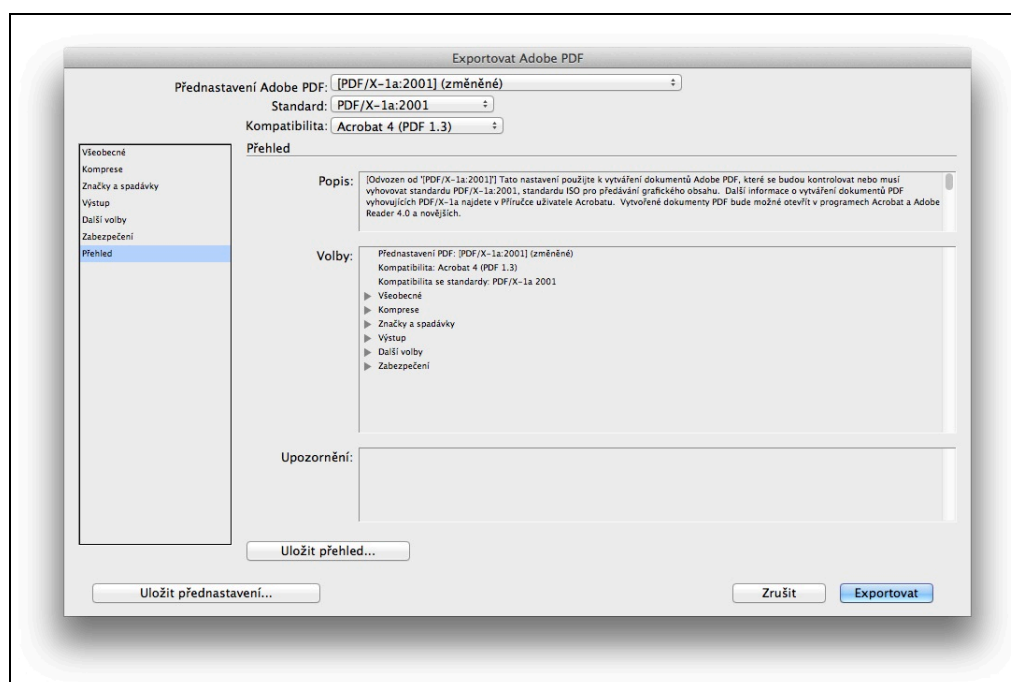 Exportovat Adobe PDF
Přednastavení Adobe PDF: [PDF/X-1a:2001] (změněné)
Standard: PDF/X-1a:2001
Kompatibilita: Acrobat 4 (PDF 1.3)
Všeobecné
Komprese
Značky a spadávky
Výstup
Další volby
Zabezpečení
Přehled
Přehled
Popis: [Odvozen od '[PDF/X-1a:2001]'] Tato nastavení použijte k vytváření dokumentů Adobe PDF, které se budou kontrolovat nebo musí
vyhovovat standardu PDF/X-1a:2001, standardu ISO pro předávání grafického obsahu. Další informace o vytváření dokumentů PDF
vyhovujících PDF/X-1a najdete v Příručce uživatele Acrobatu. Vytvořené dokumenty PDF bude možné otevřít v programech Acrobat a Adobe
Reader 4.0 a novějších.
Volby: Přednastavení PDF: [PDF/X-1a:2001] (změněné)
Kompatibilita: Acrobat 4 (PDF 1.3)
Kompatibilita se standardy: PDF/X-1a 2001
Všeobecné
Komprese
Značky a spadávky
Výstup
Další volby
Zabezpečení
Upozornění:
Uložit přehled...
Uložit přednastavení...
Zrušit
Exportovat